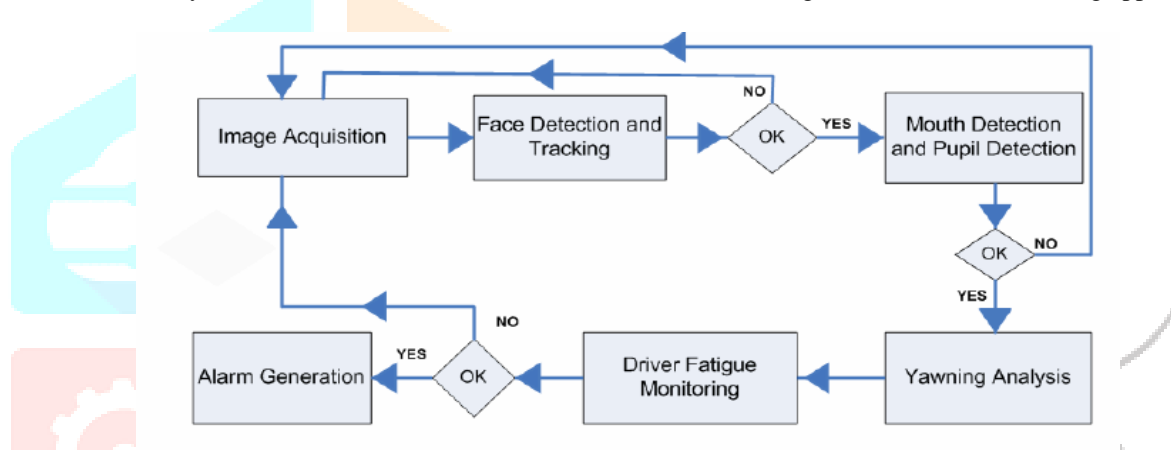 NO
Image Acquisition
Face Detection and
Tracking
OK
YES
Mouth Detection
and Pupil Detection
OK
NO
YES
NO
Alarm Generation
YES
OK
Driver Fatigue
Monitoring
Yawning Analysis